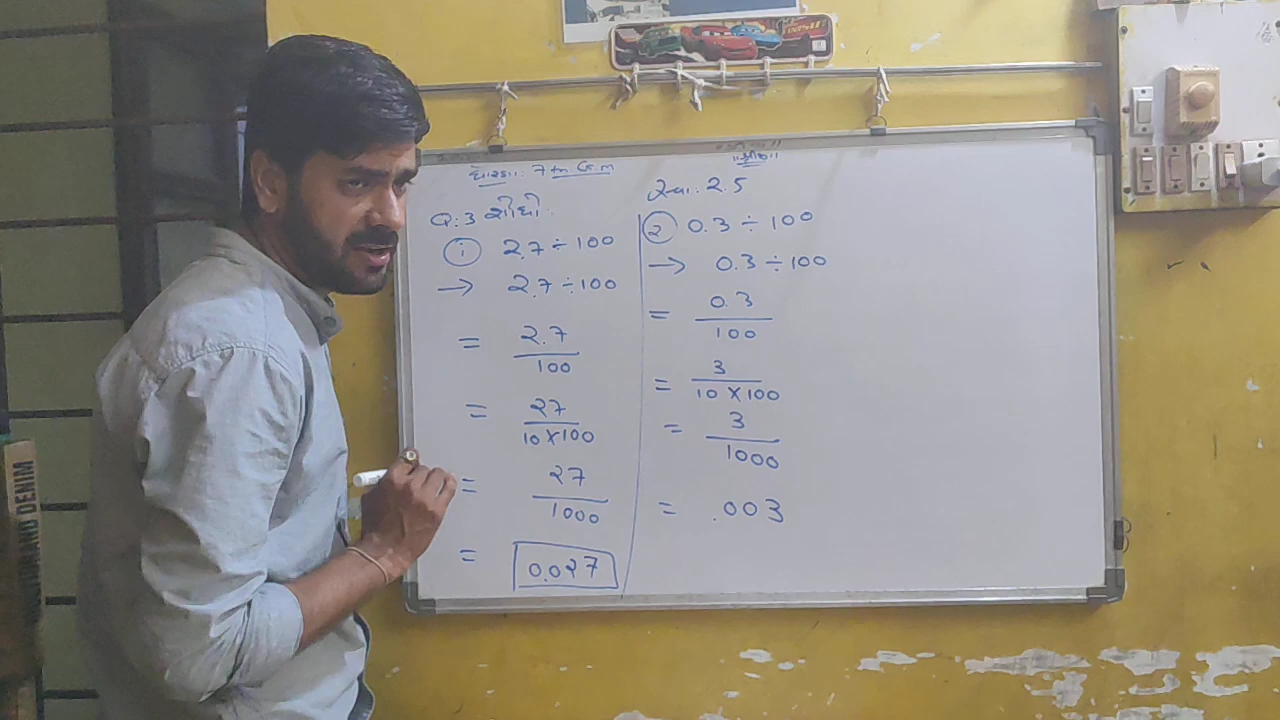 ॥ श्री ॥
ધોરણ: 7 th G.m
સ્વા: 2.5
Q:3 શોધો.
① 2.7 ÷ 100
→ 2.7 ÷ 100
= 2.7 / 100
= 27 / 10 × 100
= 27 / 1000
= 0.027
② 0.3 ÷ 100
→ 0.3 ÷ 100
= 0.3 / 100
= 3 / 10 × 100
= 3 / 1000
= .003
DENIM